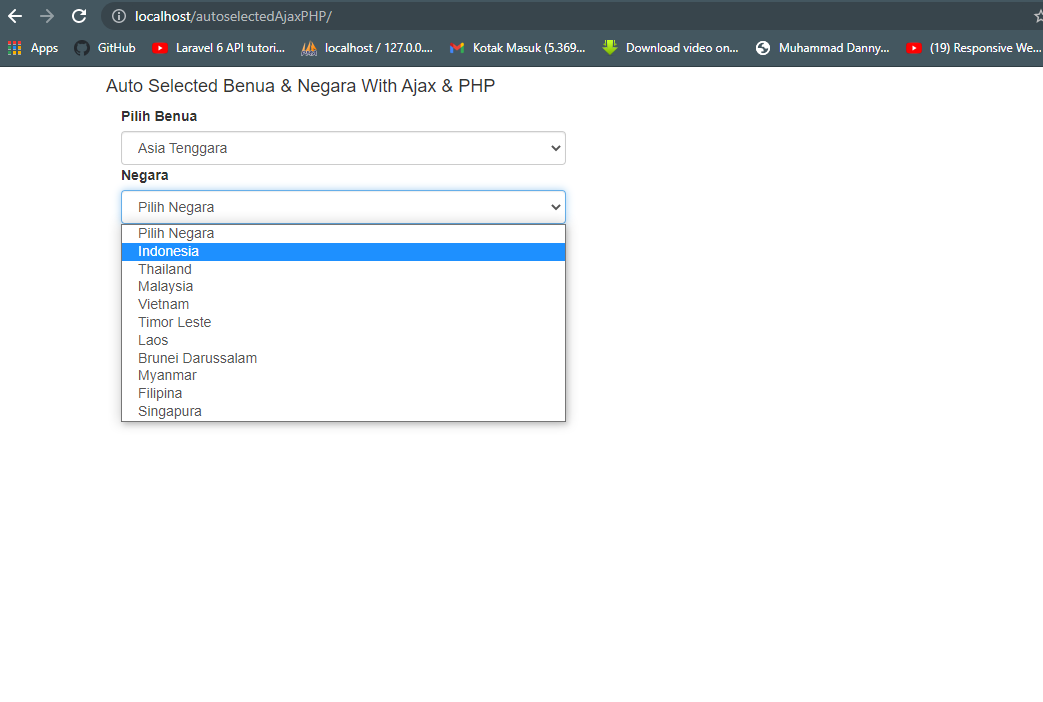 localhost/autoselectedAjaxPHP/
Apps GitHub Laravel 6 API tutori... localhost / 127.0.0.... Kotak Masuk (5.369... Download video on... Muhammad Danny,... (19) Responsive We...
Auto Selected Benua & Negara With Ajax & PHP
Pilih Benua
Asia Tenggara
Negara
Pilih Negara
Pilih Negara
Indonesia
Thailand
Malaysia
Vietnam
Timor Leste
Laos
Brunei Darussalam
Myanmar
Filipina
Singapura